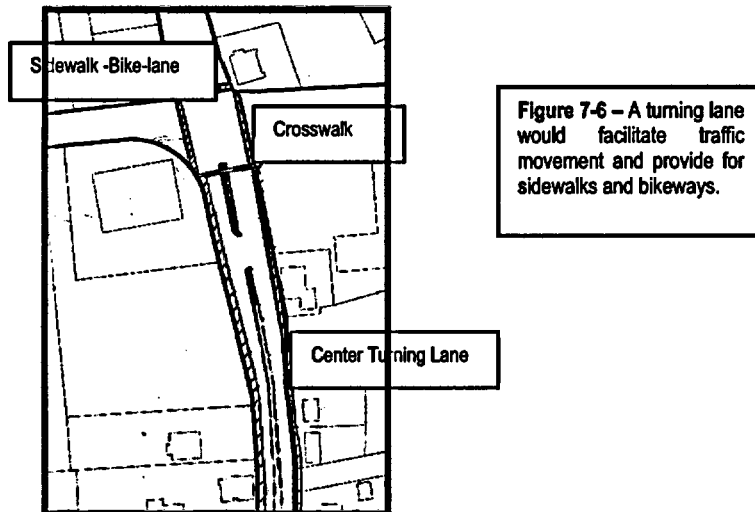 Sidewalk -Bike-lane
Crosswalk
Figure 7-6 – A turning lane
would facilitate traffic
movement and provide for
sidewalks and bikeways.
Center Turning Lane